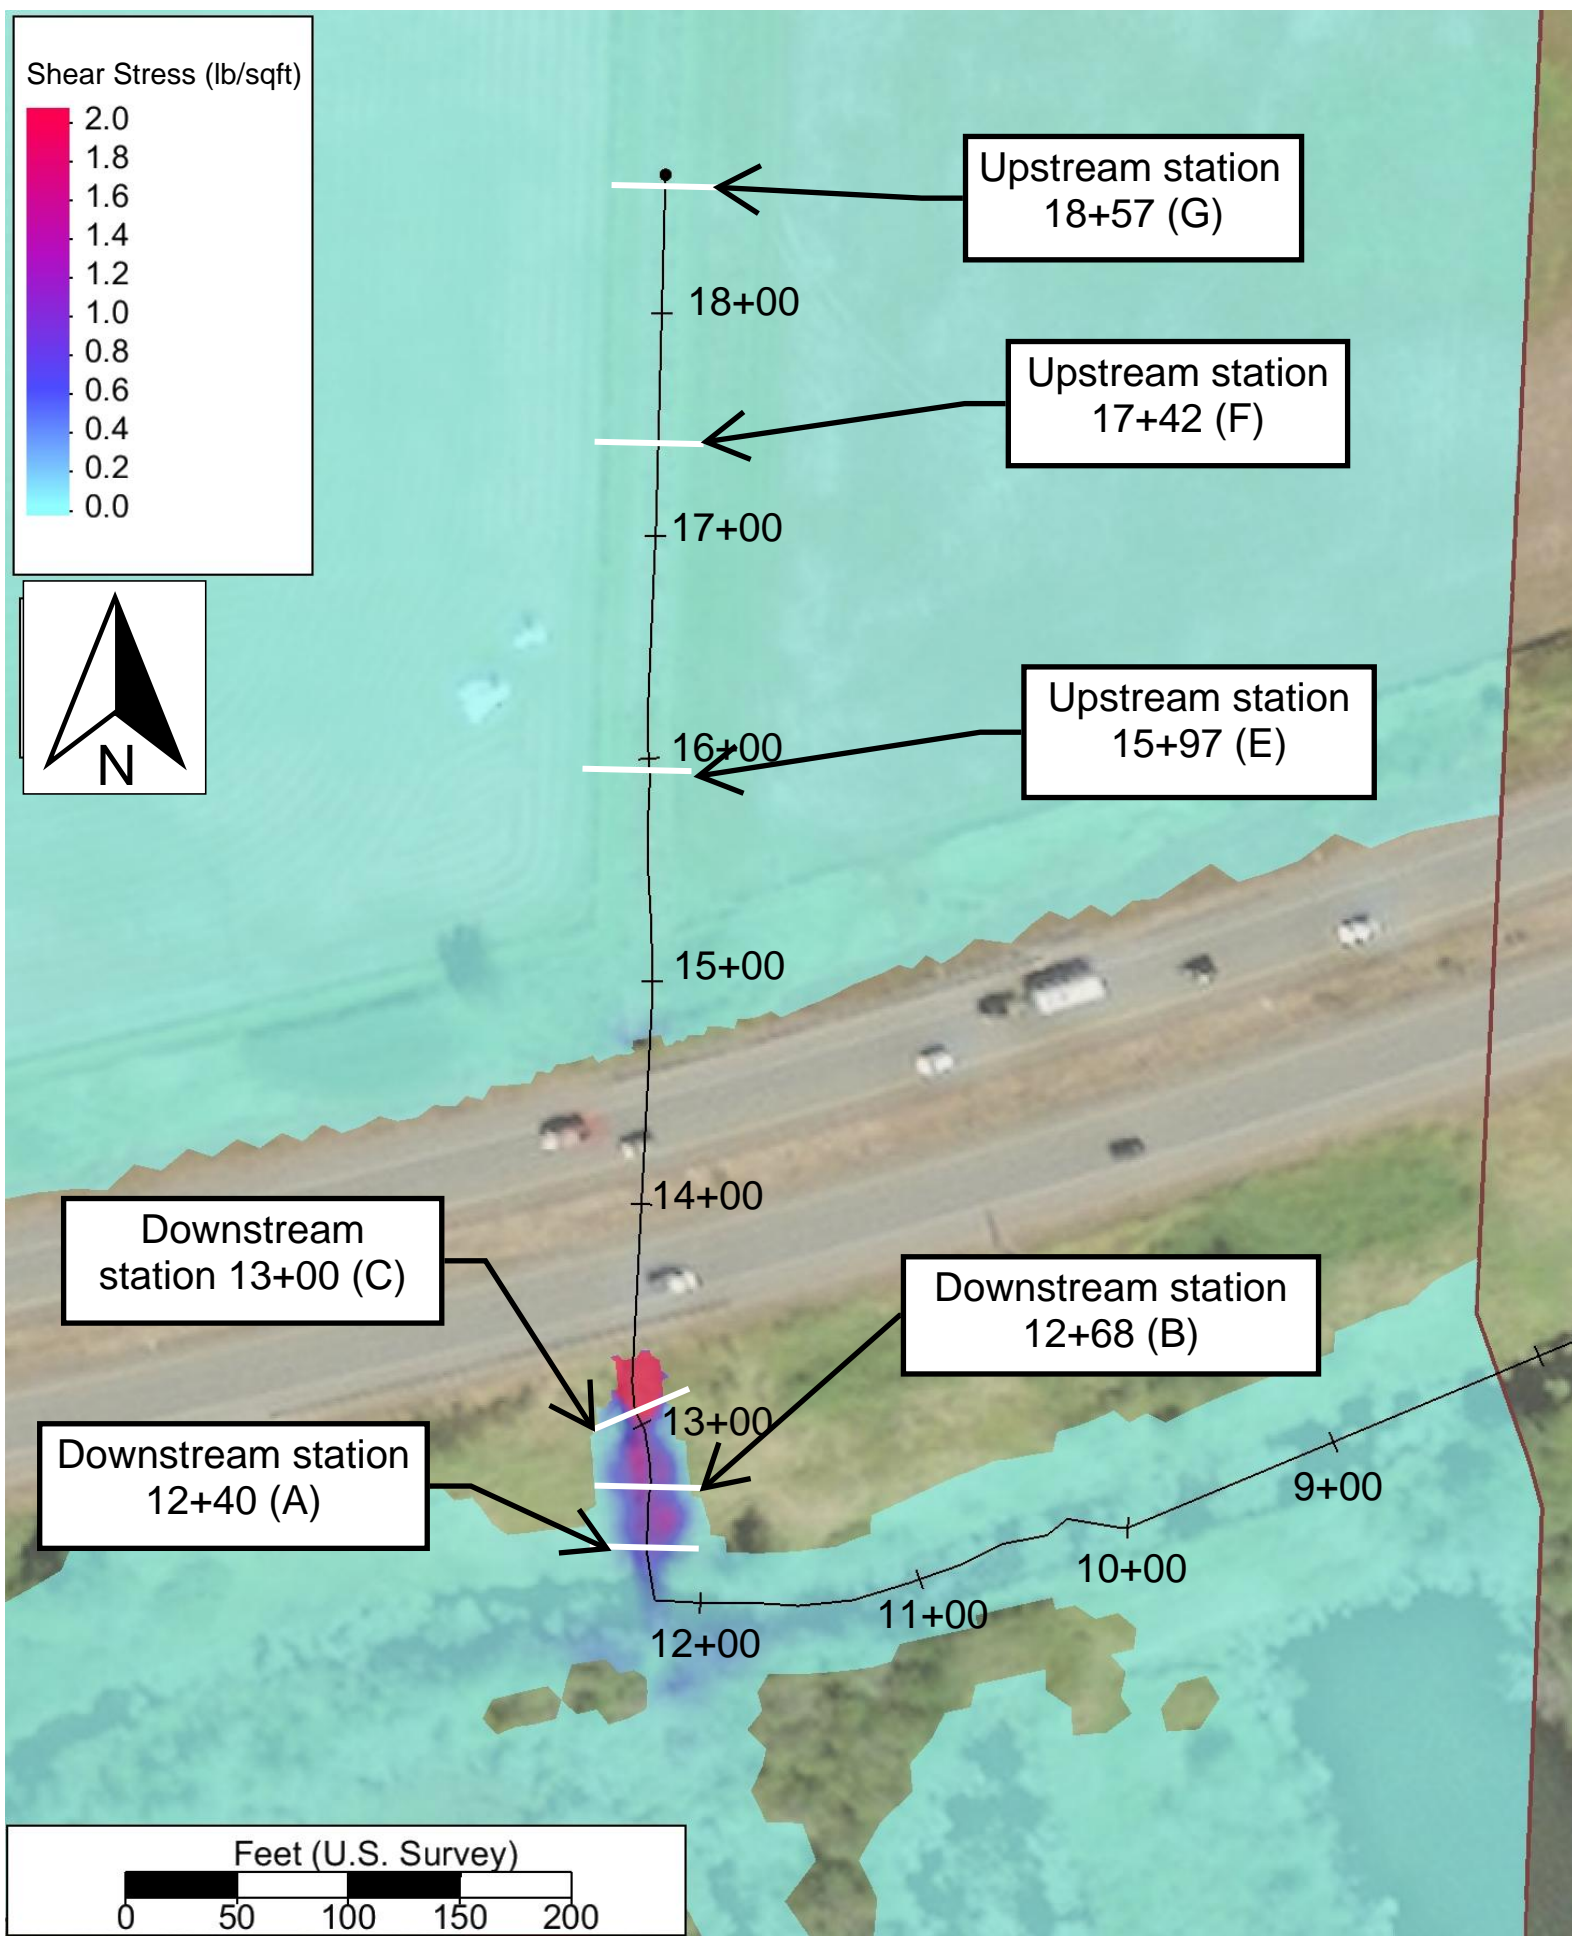 Shear Stress (lb/sqft)
2.0
1.8
1.6
1.4
1.2
1.0
0.8
0.6
0.4
0.2
0.0
N
Upstream station
18+57 (G)
18+00
Upstream station
17+42 (F)
17+00
Upstream station
15+97 (E)
16+00
15+00
14+00
Downstream
station 13+00 (C)
Downstream station
12+68 (B)
13+00
Downstream station
12+40 (A)
9+00
10+00
11+00
12+00
Feet (U.S. Survey)
0 50 100 150 200